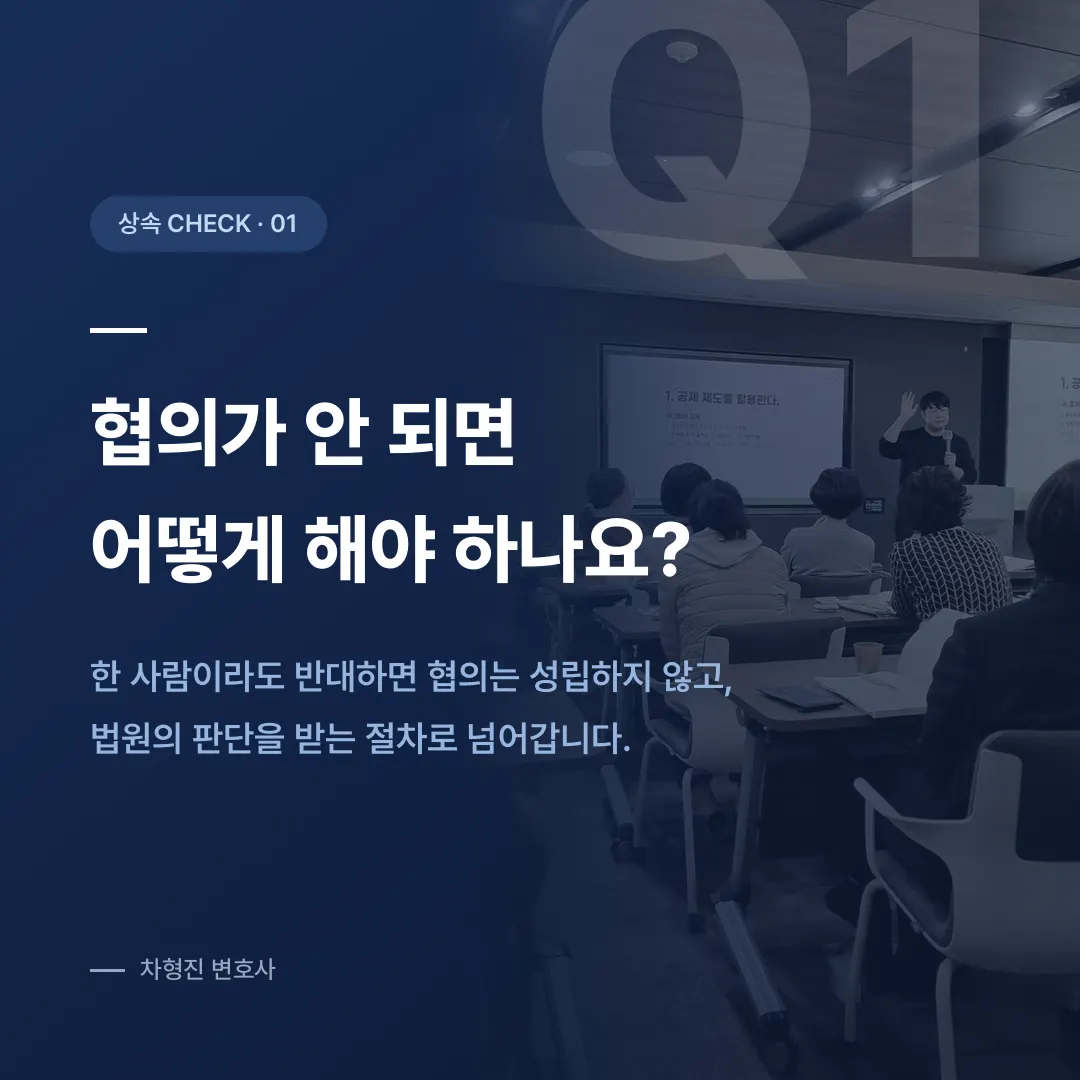 Q1
상속 CHECK · 01
협의가 안 되면
어떻게 해야 하나요?
한 사람이라도 반대하면 협의는 성립하지 않고,
법원의 판단을 받는 절차로 넘어갑니다.
차형진 변호사
1. 공제 제도를 활용한다.
1. 공